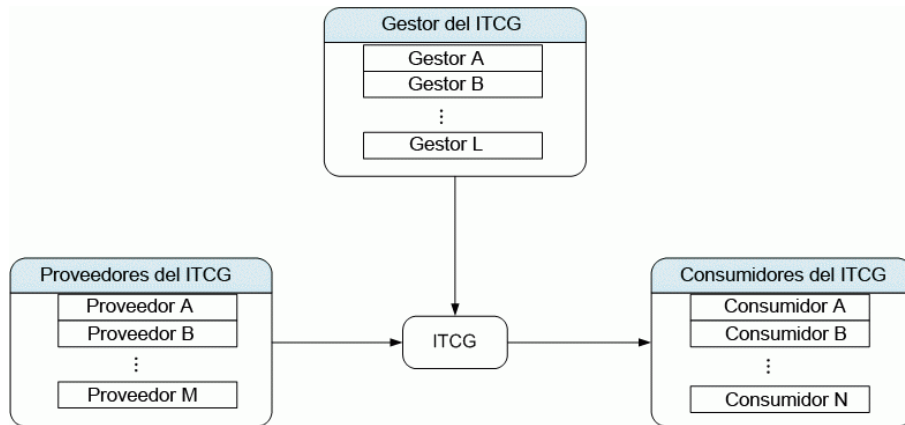 Gestor del ITCG
Gestor A
Gestor B
⋮
Gestor L
Proveedores del ITCG
Proveedor A
Proveedor B
⋮
Proveedor M
ITCG
Consumidores del ITCG
Consumidor A
Consumidor B
⋮
Consumidor N